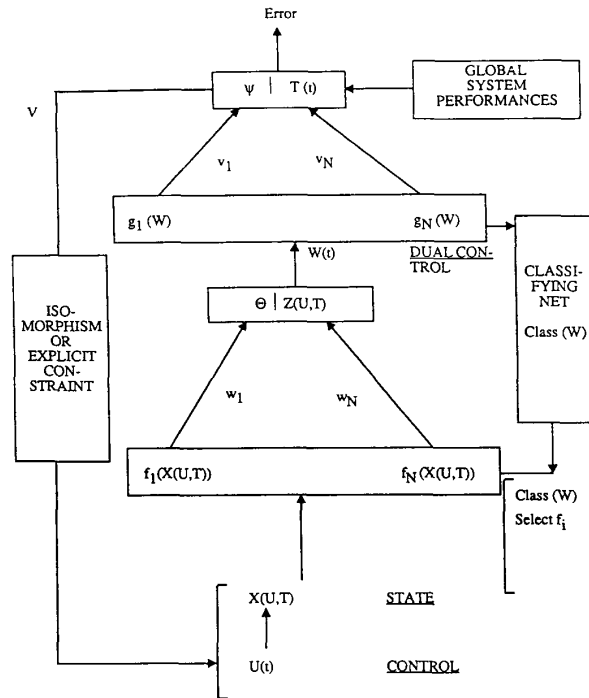 Error
Ψ | T(t)
GLOBAL
SYSTEM
PERFORMANCES
V
v1
vN
g1(W)
gN(W)
W(t)
DUAL CON-
TROL
CLASSI-
FYING
NET
Class (W)
Θ | Z(U,T)
ISO-
MORPHISM
OR
EXPLICIT
CON-
STRAINT
w1
wN
f1(X(U,T))
fN(X(U,T))
Class (W)
Select fi
X(U,T)
STATE
U(t)
CONTROL